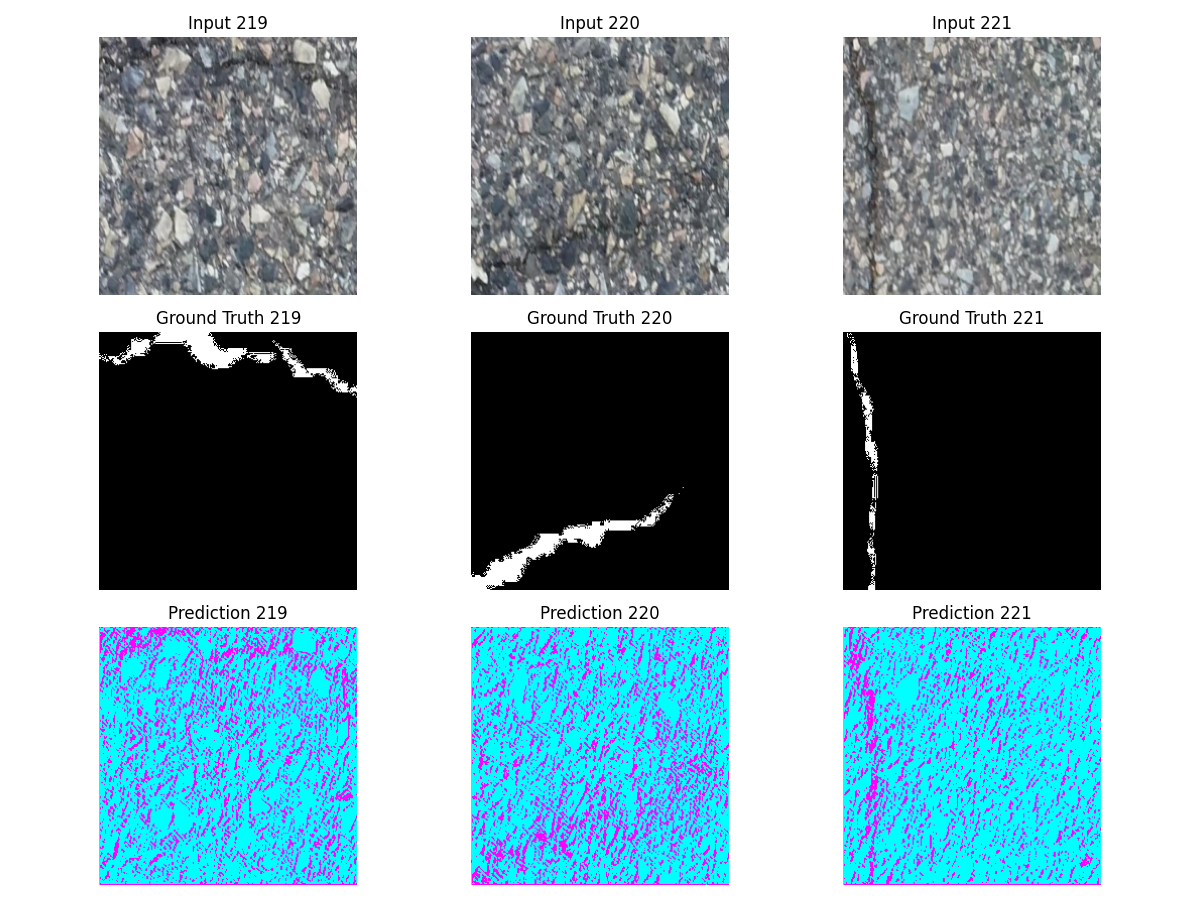 Input 219
Input 220
Input 221
Ground Truth 219
Ground Truth 220
Ground Truth 221
Prediction 219
Prediction 220
Prediction 221